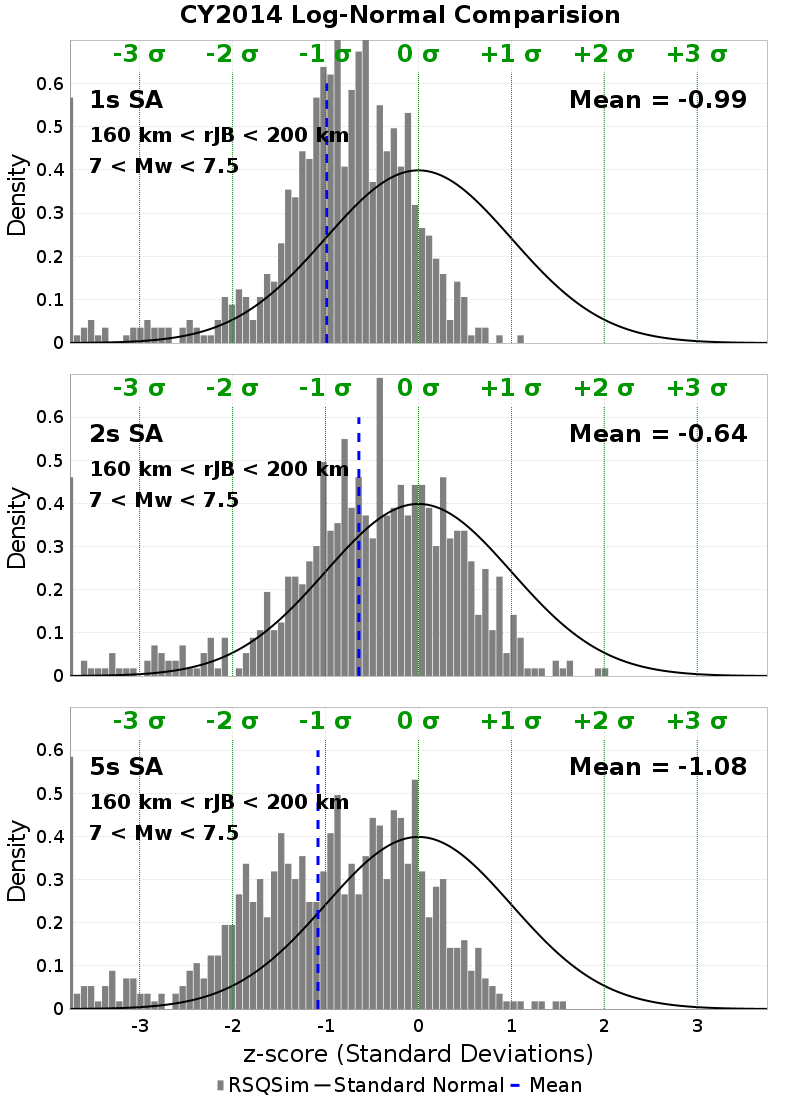 CY2014 Log-Normal Comparision
-3 σ -2 σ -1 σ 0 σ +1 σ +2 σ +3 σ
0.6
1s SA Mean = -0.99
0.5
160 km < rJB < 200 km
7 < Mw < 7.5
0.4
0.3
0.2
0.1
0
Density
-3 σ -2 σ -1 σ 0 σ +1 σ +2 σ +3 σ
0.6
2s SA Mean = -0.64
0.5
160 km < rJB < 200 km
7 < Mw < 7.5
0.4
0.3
0.2
0.1
0
Density
-3 σ -2 σ -1 σ 0 σ +1 σ +2 σ +3 σ
0.6
5s SA Mean = -1.08
0.5
160 km < rJB < 200 km
7 < Mw < 7.5
0.4
0.3
0.2
0.1
0
Density
-3 -2 -1 0 1 2 3
z-score (Standard Deviations)
RSQSim Standard Normal Mean